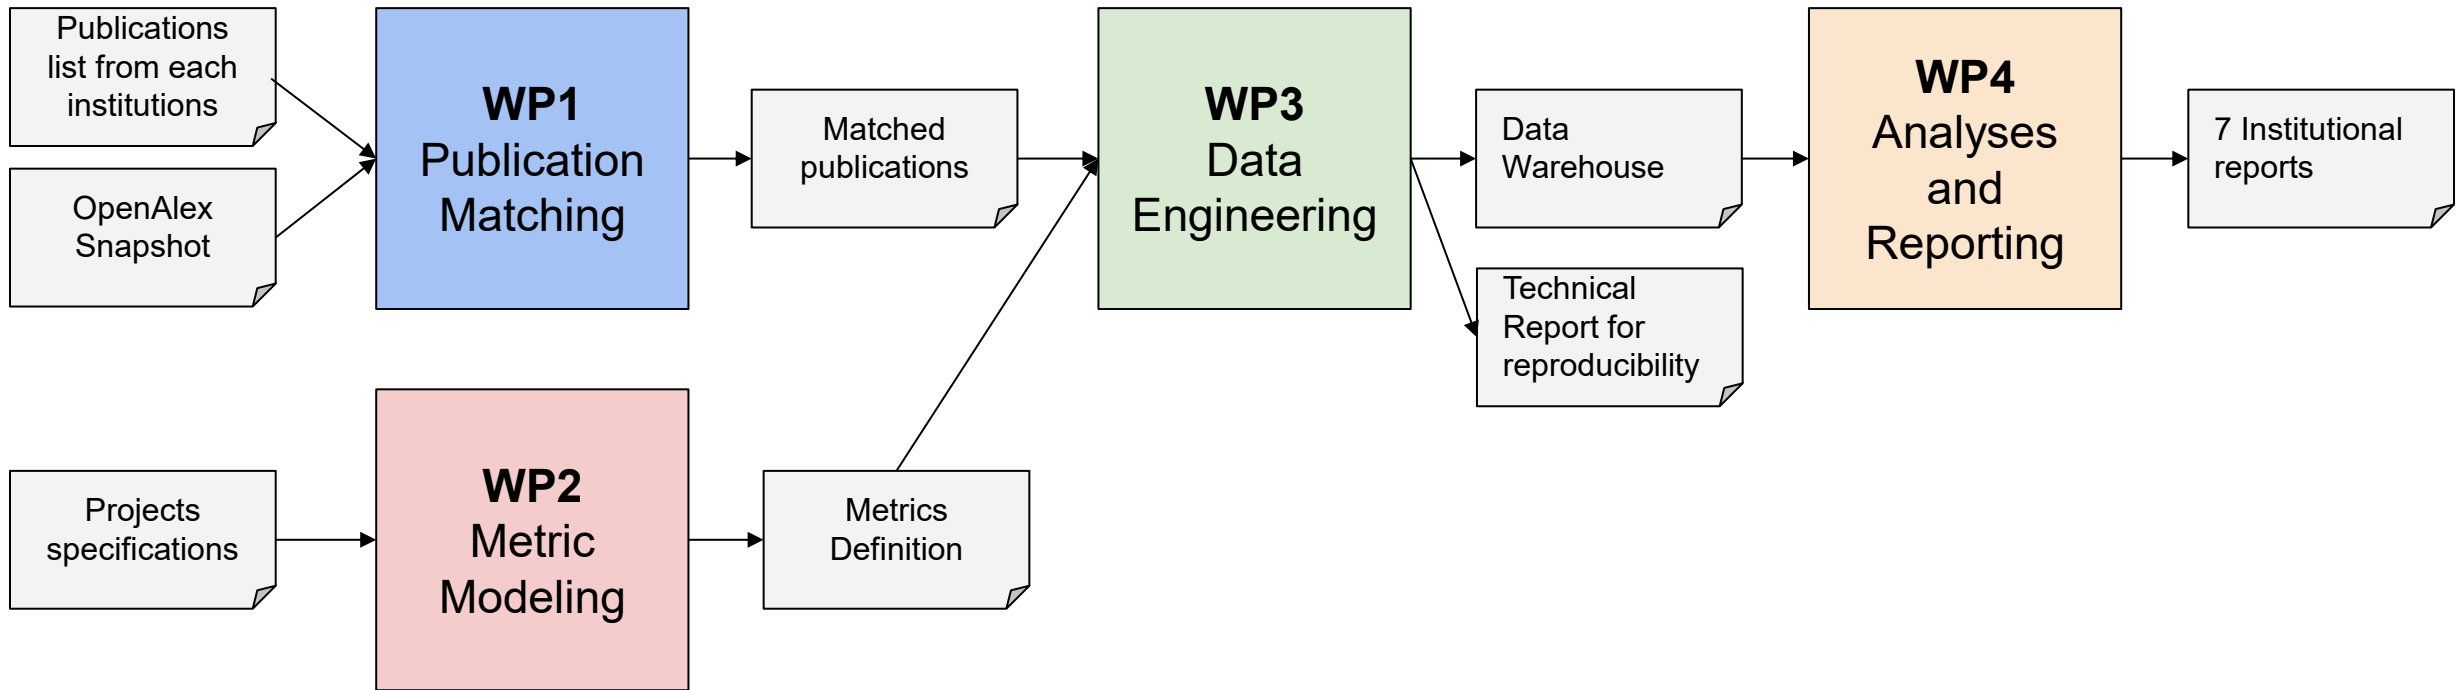 Publications
list from each
institutions
OpenAlex
Snapshot
WP1
Publication
Matching
Matched
publications
WP3
Data
Engineering
Data
Warehouse
Technical
Report for
reproducibility
WP4
Analyses
and
Reporting
7 Institutional
reports
Projects
specifications
WP2
Metric
Modeling
Metrics
Definition